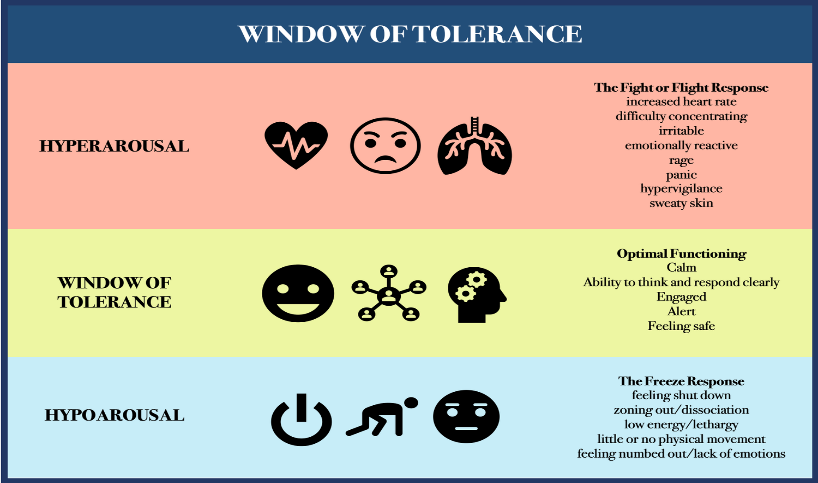 WINDOW OF TOLERANCE
HYPERAROUSAL
The Fight or Flight Response
increased heart rate
difficulty concentrating
irritable
emotionally reactive
rage
panic
hypervigilance
sweaty skin
WINDOW OF
TOLERANCE
Optimal Functioning
Calm
Ability to think and respond clearly
Engaged
Alert
Feeling safe
HYPOAROUSAL
The Freeze Response
feeling shut down
zoning out/dissociation
low energy/lethargy
little or no physical movement
feeling numbed out/lack of emotions